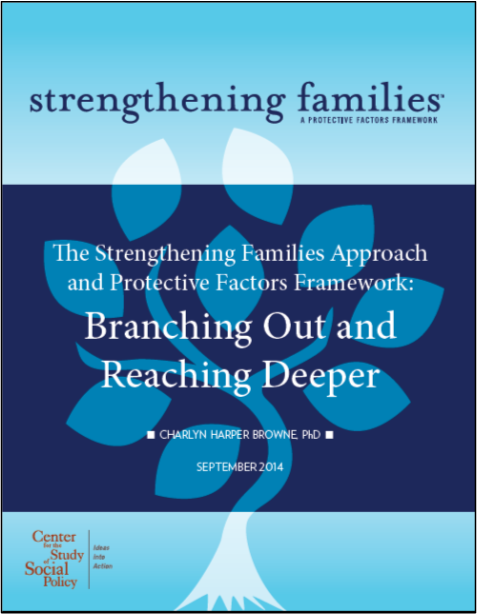 strengthening families™
A PROTECTIVE FACTORS FRAMEWORK
The Strengthening Families Approach
and Protective Factors Framework:
Branching Out and
Reaching Deeper
■ CHARLYN HARPER BROWNE, PhD ■
SEPTEMBER 2014
Center
for the
Study
of
Social
Policy
Ideas
into
Action